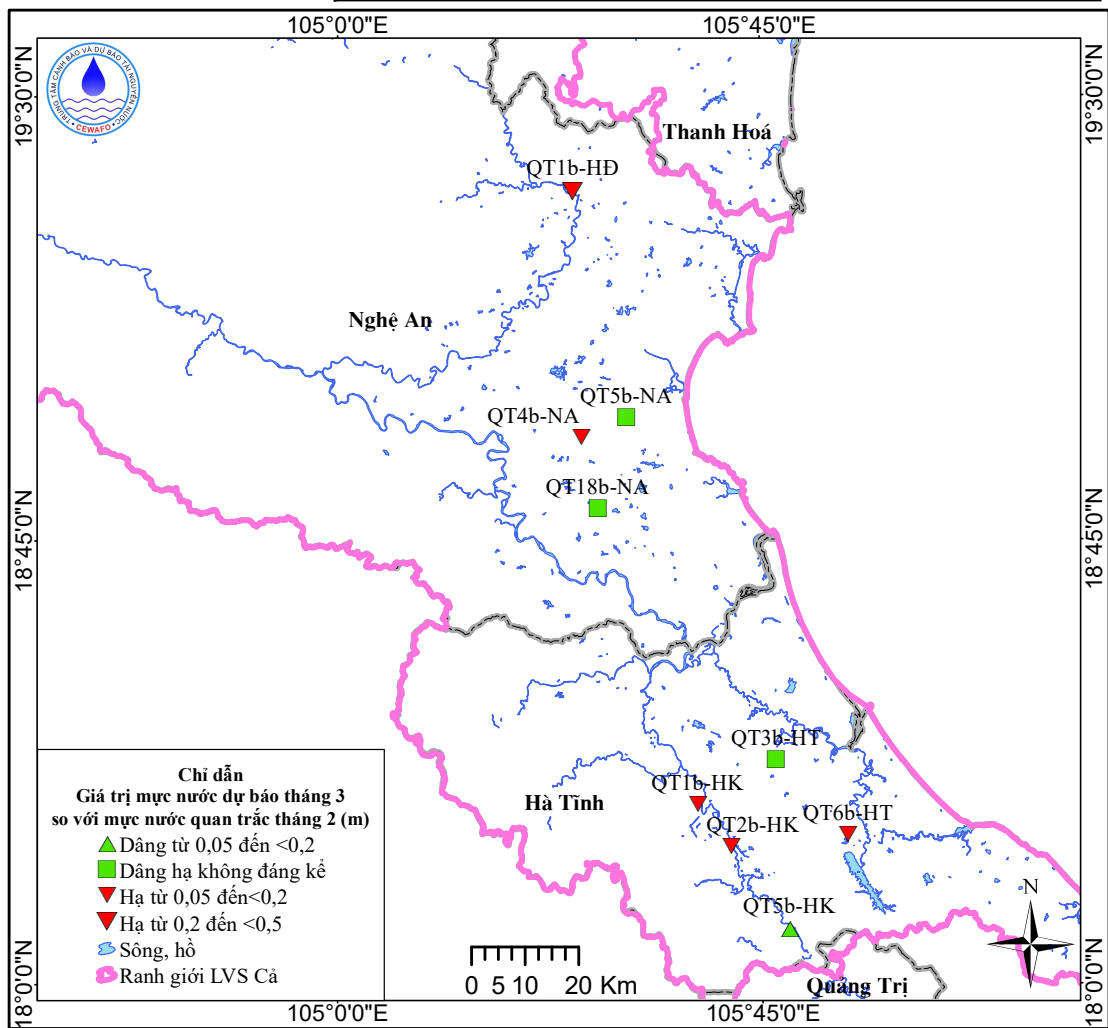 105°0'0"E
105°45'0"E
19°30'0"N
19°30'0"N
TRUNG TÂM CẢNH BÁO VÀ DỰ BÁO TÀI NGUYÊN NƯỚC
• CEWAFO •
Thanh Hoá
QT1b-HĐ
Nghệ An
QT5b-NA
QT4b-NA
QT18b-NA
18°45'0"N
18°45'0"N
QT3b-HT
QT1b-HK
Hà Tĩnh
QT6b-HT
QT2b-HK
QT5b-HK
Quảng Trị
Chỉ dẫn
Giá trị mực nước dự báo tháng 3
so với mực nước quan trắc tháng 2 (m)
Dâng từ 0,05 đến <0,2
Dâng hạ không đáng kể
Hạ từ 0,05 đến<0,2
Hạ từ 0,2 đến <0,5
Sông, hồ
Ranh giới LVS Cả
0 5 10 20 Km
N
18°0'0"N
18°0'0"N
105°0'0"E
105°45'0"E